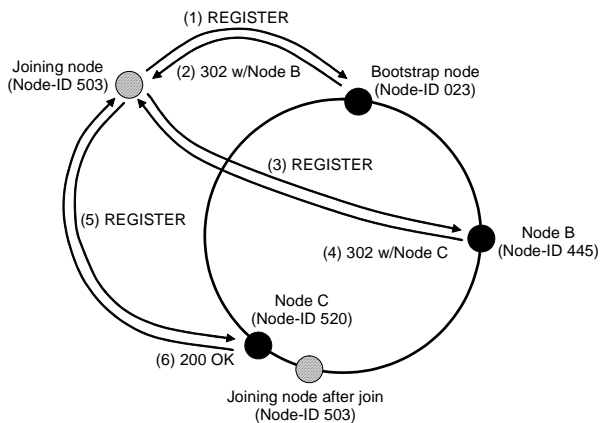 (1) REGISTER
(2) 302 w/Node B
Joining node
(Node-ID 503)
Bootstrap node
(Node-ID 023)
(3) REGISTER
(5) REGISTER
(4) 302 w/Node C
Node B
(Node-ID 445)
Node C
(Node-ID 520)
(6) 200 OK
Joining node after join
(Node-ID 503)